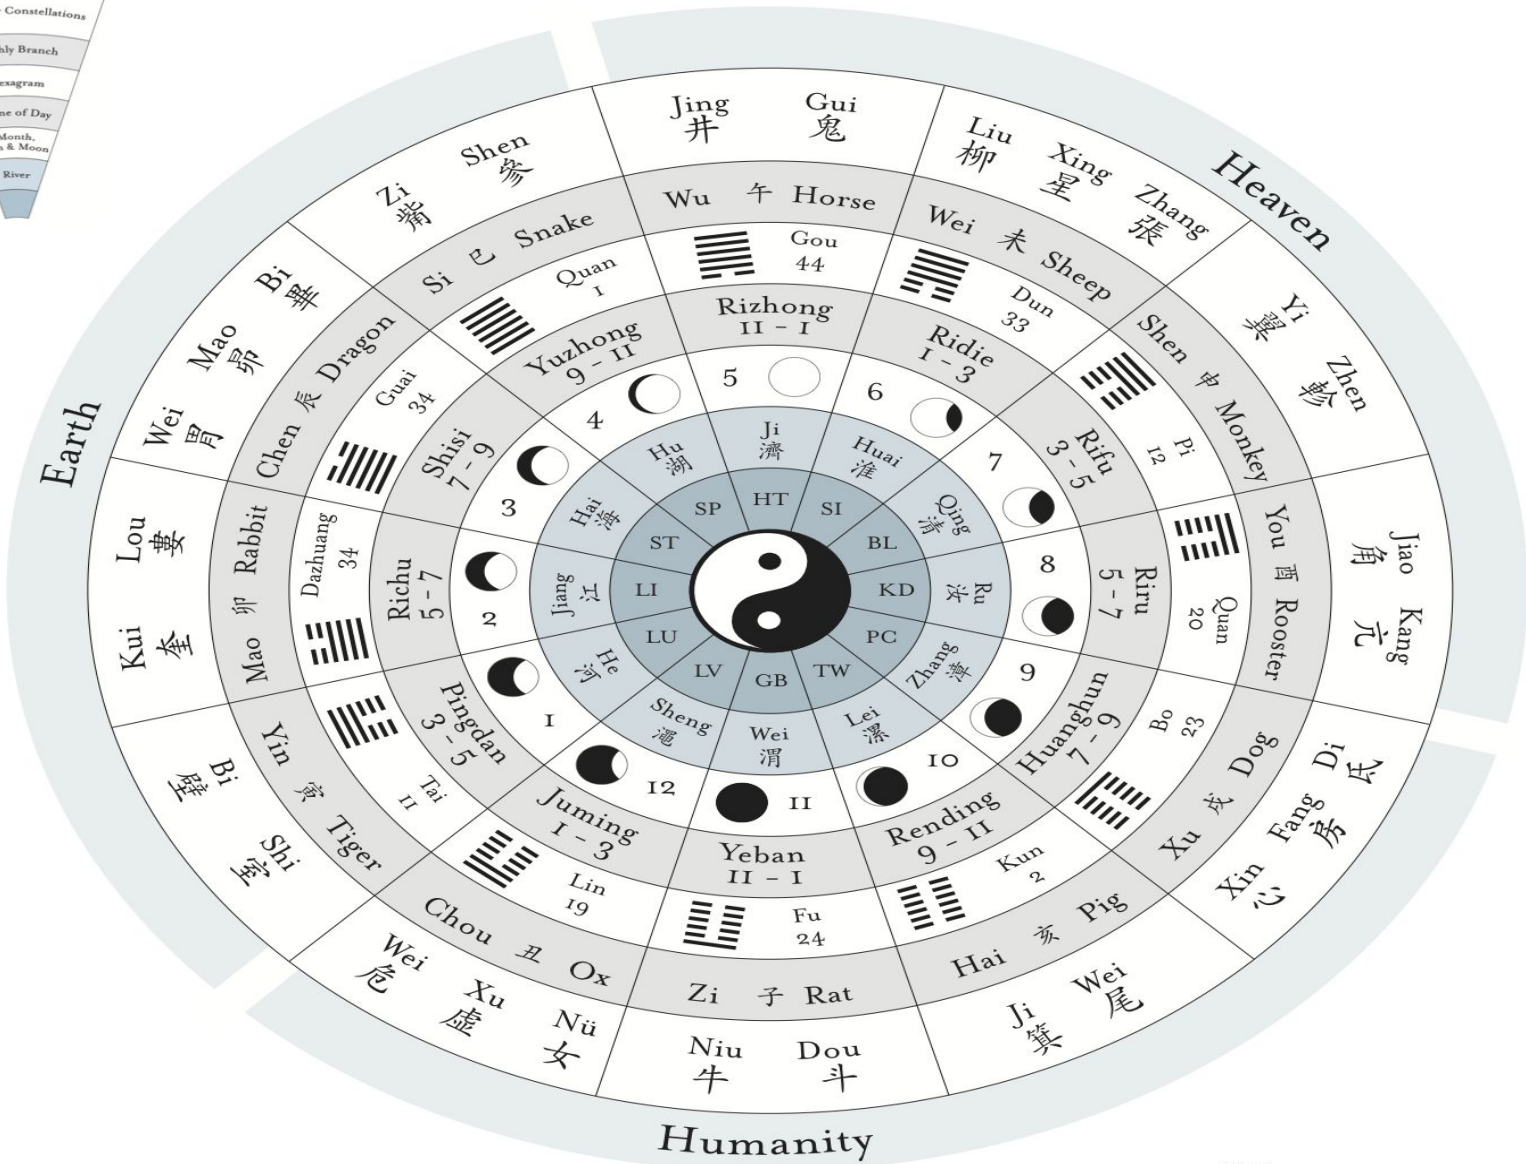 Constellations
hly Branch
exagram
ne of Day
Month,
n & Moon
River
Heaven
Earth
Humanity
Jing
井
Gui
鬼
Liu
柳
Xing
星
Zhang
張
Yi
翼
Zhen
軫
Jiao
角
Kang
亢
Di
氐
Fang
房
Xin
心
Wei
尾
Ji
箕
Dou
斗
Niu
牛
Nü
女
Xu
虛
Wei
危
Shi
室
Bi
壁
Kui
奎
Lou
婁
Wei
胃
Mao
昴
Bi
畢
Zi
觜
Shen
參
Wu 午 Horse
Wei 未 Sheep
Shen 申 Monkey
You 酉 Rooster
Xu 戌 Dog
Hai 亥 Pig
Zi 子 Rat
Chou 丑 Ox
Yin 寅 Tiger
Mao 卯 Rabbit
Chen 辰 Dragon
Si 巳 Snake
Gou
44
Dun
33
Pi
12
Quan
20
Bo
23
Kun
2
Fu
24
Lin
19
Tai
11
Dazhuang
34
Guai
34
Quan
1
Rizhong
11 - 1
Ridie
1 - 3
Rifu
3 - 5
Riru
5 - 7
Huanghun
7 - 9
Rending
9 - 11
Yeban
11 - 1
Juming
1 - 3
Pingdan
3 - 5
Richu
5 - 7
Shisi
7 - 9
Yuzhong
9 - 11
5
6
7
8
9
10
11
12
1
2
3
4
Ji
濟
Huai
淮
Qing
清
Ru
汝
Zhang
漳
Lei
漯
Wei
渭
Sheng
澠
He
河
Jiang
江
Hai
海
Hu
湖
HT
SI
BL
KD
PC
TW
GB
LV
LU
LI
ST
SP